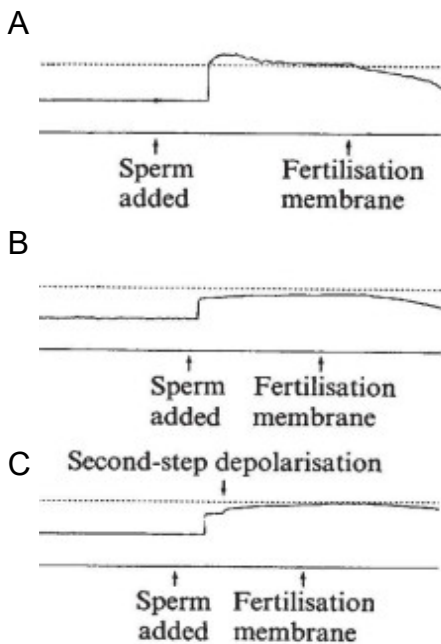 A
Sperm Fertilisation
added membrane
B
Sperm Fertilisation
added membrane
C
Second-step depolarisation
Sperm Fertilisation
added membrane